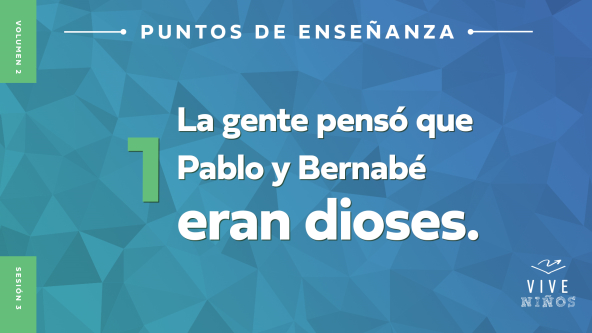 VOLUMEN 2
PUNTOS DE ENSEÑANZA
1
La gente pensó que
Pablo y Bernabé
eran dioses.
SESIÓN 3
VIVE
NIÑOS